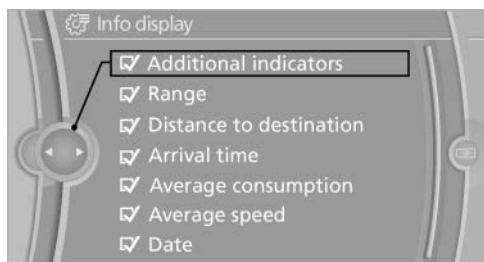 Info display
Additional indicators
Range
Distance to destination
Arrival time
Average consumption
Average speed
Date